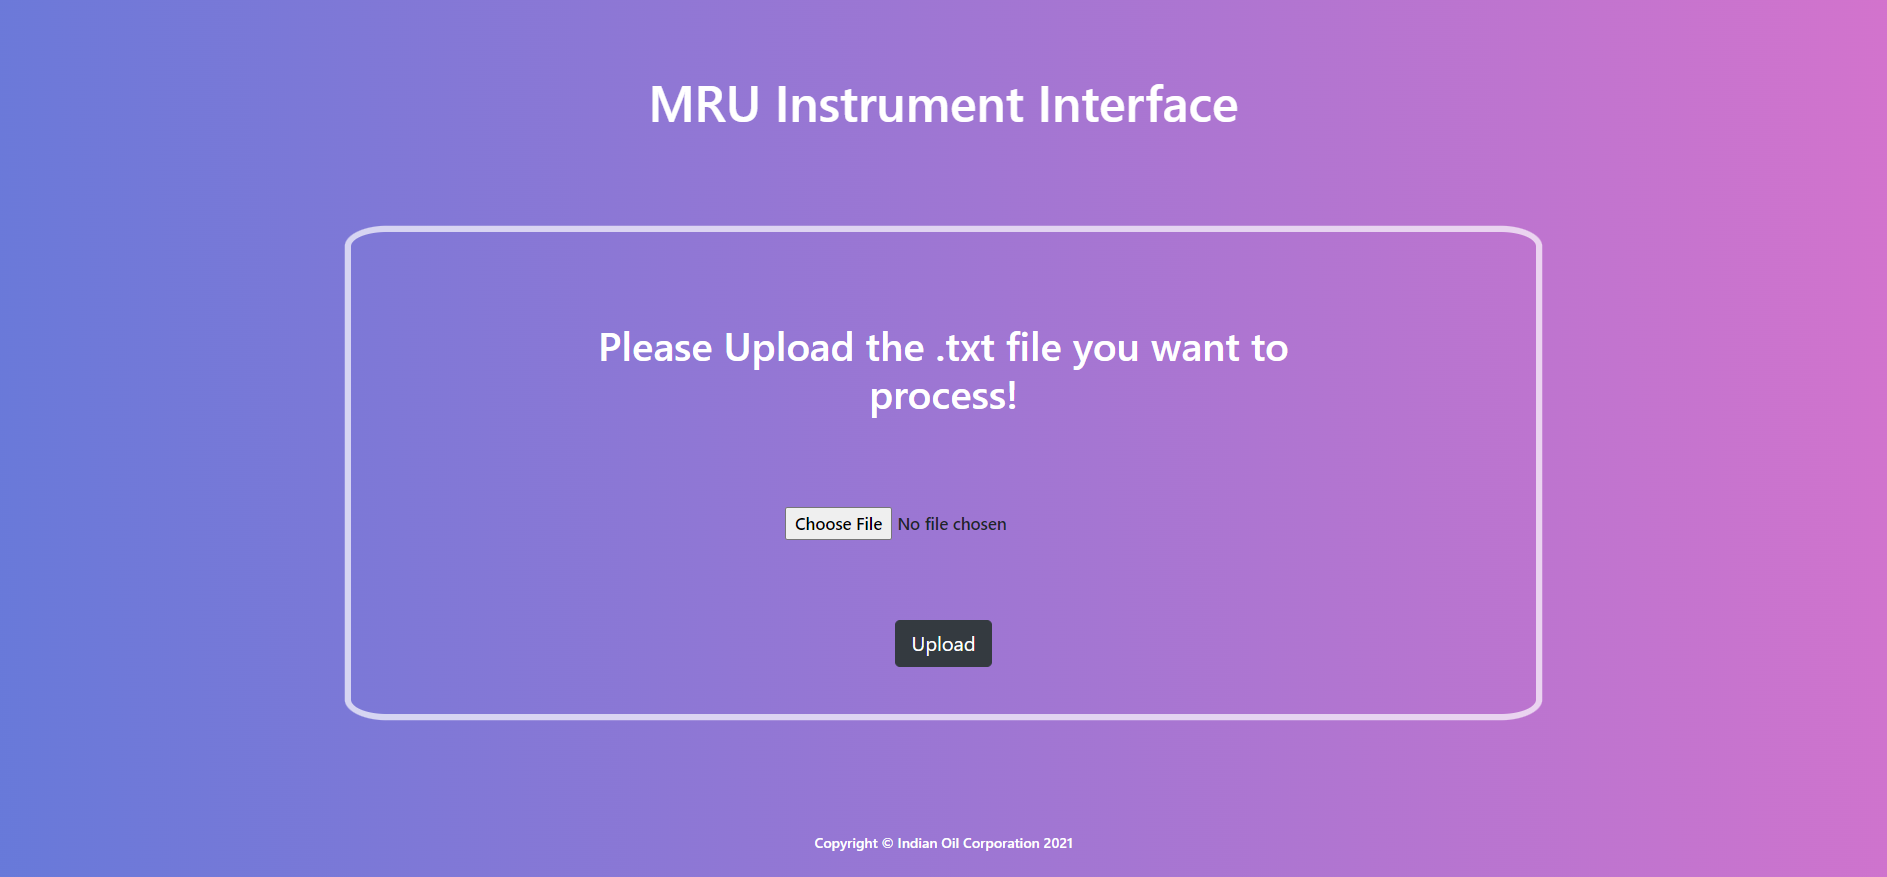 MRU Instrument Interface
Please Upload the .txt file you want to
process!
Choose File No file chosen
Upload
Copyright © Indian Oil Corporation 2021